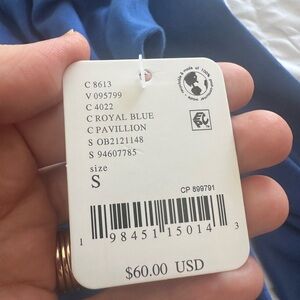 C 8613
V 095799
C 4022
C ROYAL BLUE
C PAVILLION
S OB2121148
S 94607785
size
S
CP 899791
1 98451 15014 3
$60.00 USD